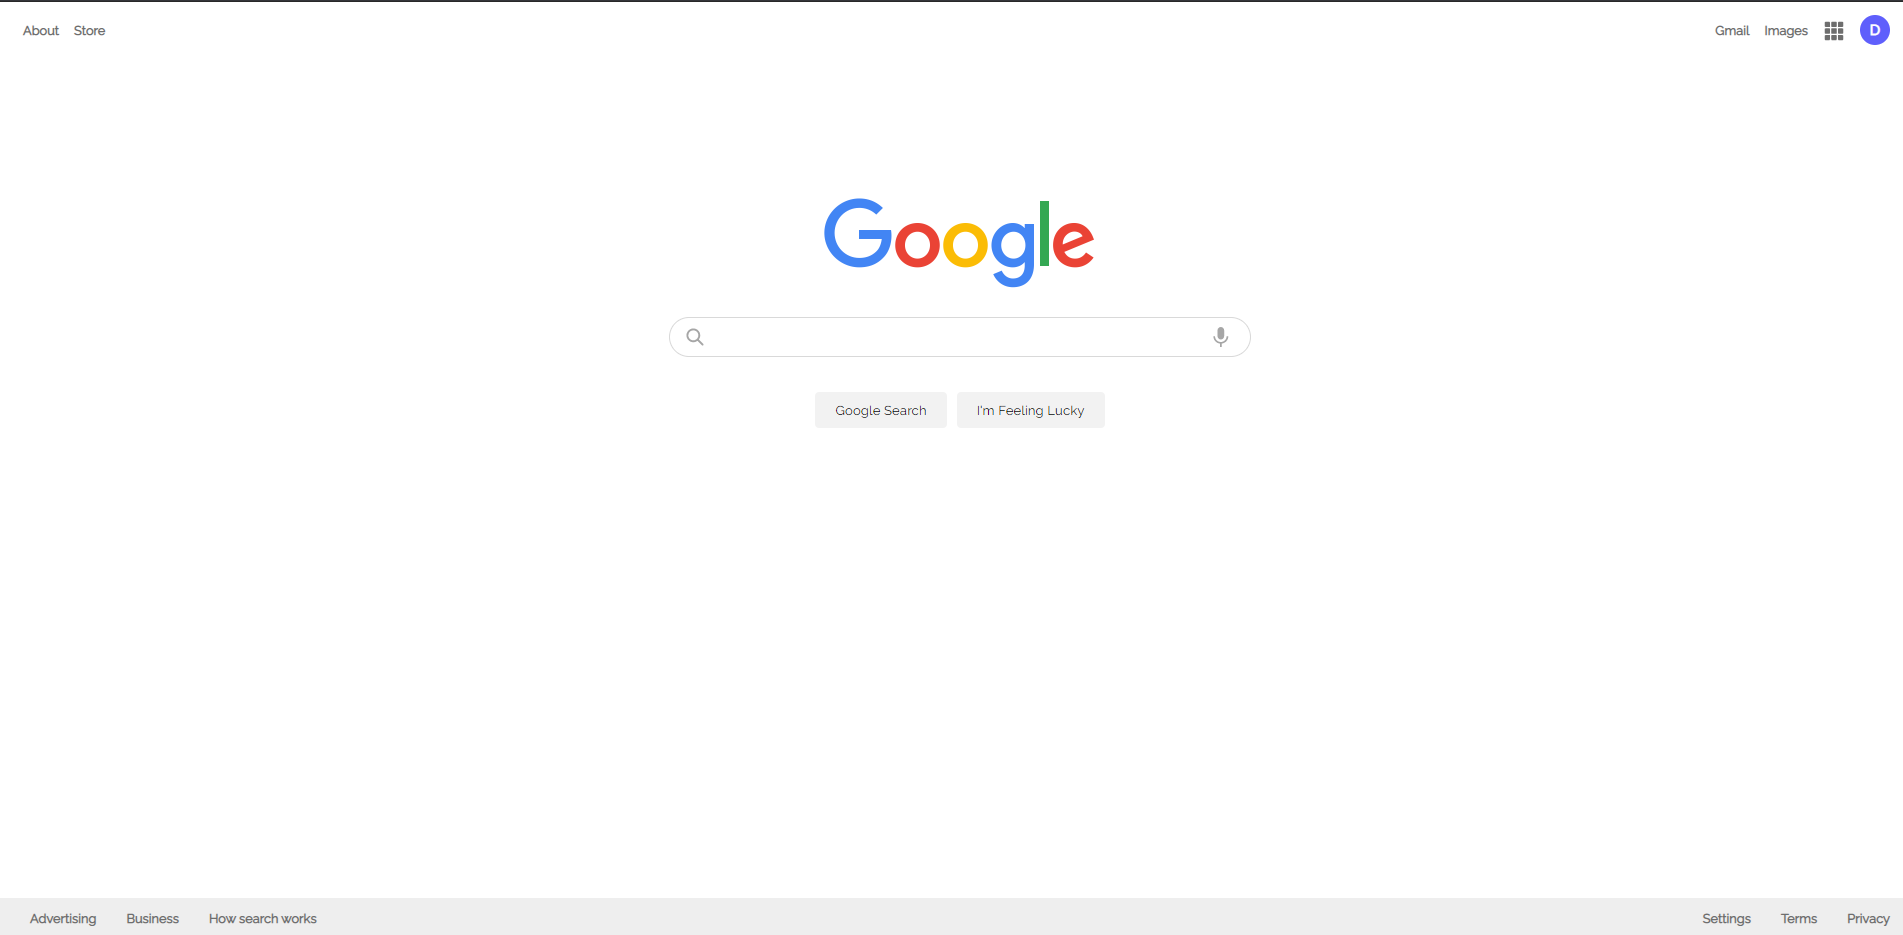 About Store Gmail Images D
Google
Google Search I'm Feeling Lucky
Advertising Business How search works Settings Terms Privacy